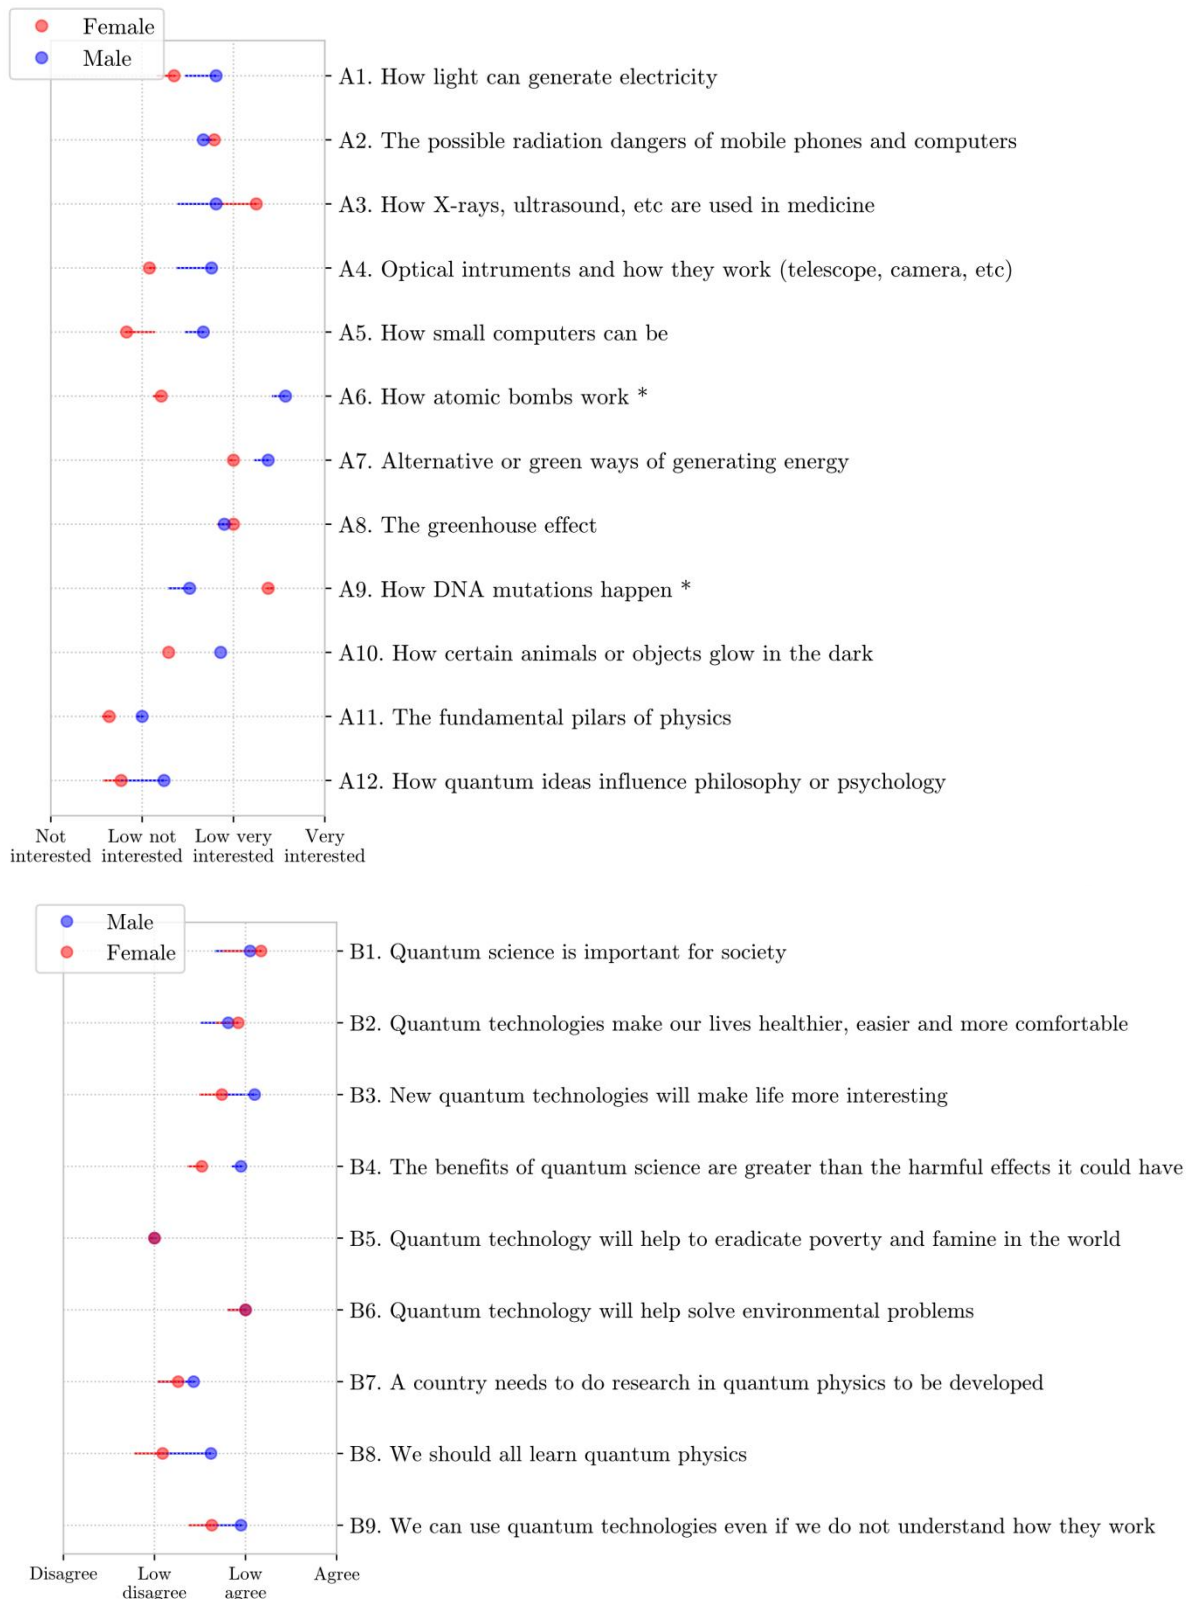 Female
Male
A1. How light can generate electricity
A2. The possible radiation dangers of mobile phones and computers
A3. How X-rays, ultrasound, etc are used in medicine
A4. Optical intruments and how they work (telescope, camera, etc)
A5. How small computers can be
A6. How atomic bombs work *
A7. Alternative or green ways of generating energy
A8. The greenhouse effect
A9. How DNA mutations happen *
A10. How certain animals or objects glow in the dark
A11. The fundamental pilars of physics
A12. How quantum ideas influence philosophy or psychology
Not Low not Low very Very
interested interested interested interested
Male
Female
B1. Quantum science is important for society
B2. Quantum technologies make our lives healthier, easier and more comfortable
B3. New quantum technologies will make life more interesting
B4. The benefits of quantum science are greater than the harmful effects it could have
B5. Quantum technology will help to eradicate poverty and famine in the world
B6. Quantum technology will help solve environmental problems
B7. A country needs to do research in quantum physics to be developed
B8. We should all learn quantum physics
B9. We can use quantum technologies even if we do not understand how they work
Disagree Low Low Agree
disagree agree